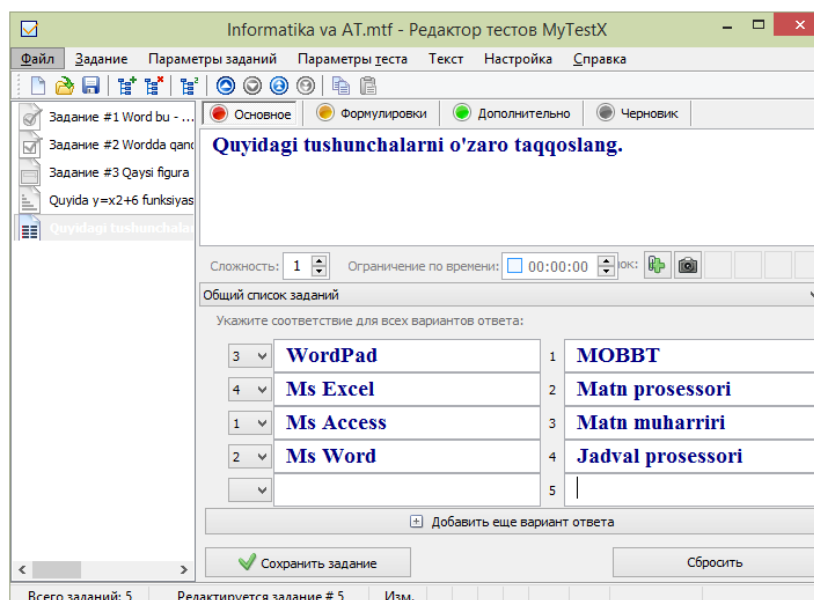 Informatika va AT.mtf - Редактор тестов MyTestX
Файл Задание Параметры заданий Параметры теста Текст Настройка Справка
Задание #1 Word bu - ...
Основное Формулировки Дополнительно Черновик
Задание #2 Wordda qan
Quyidagi tushunchalarni o'zaro taqqoslang.
Задание #3 Qaysi figura
Quyida y=x2+6 funksiyas
Quyidagi tushunchala
Сложность: 1 Ограничение по времени: 00:00:00 ок:
Общий список заданий
Укажите соответствие для всех вариантов ответа:
3 WordPad 1 MOBBT
4 Ms Excel 2 Matn prosessori
1 Ms Access 3 Matn muharriri
2 Ms Word 4 Jadval prosessori
5
Добавить еще вариант ответа
Сохранить задание Сбросить
Всего заданий: 5 Редактируется задание # 5 Изм.